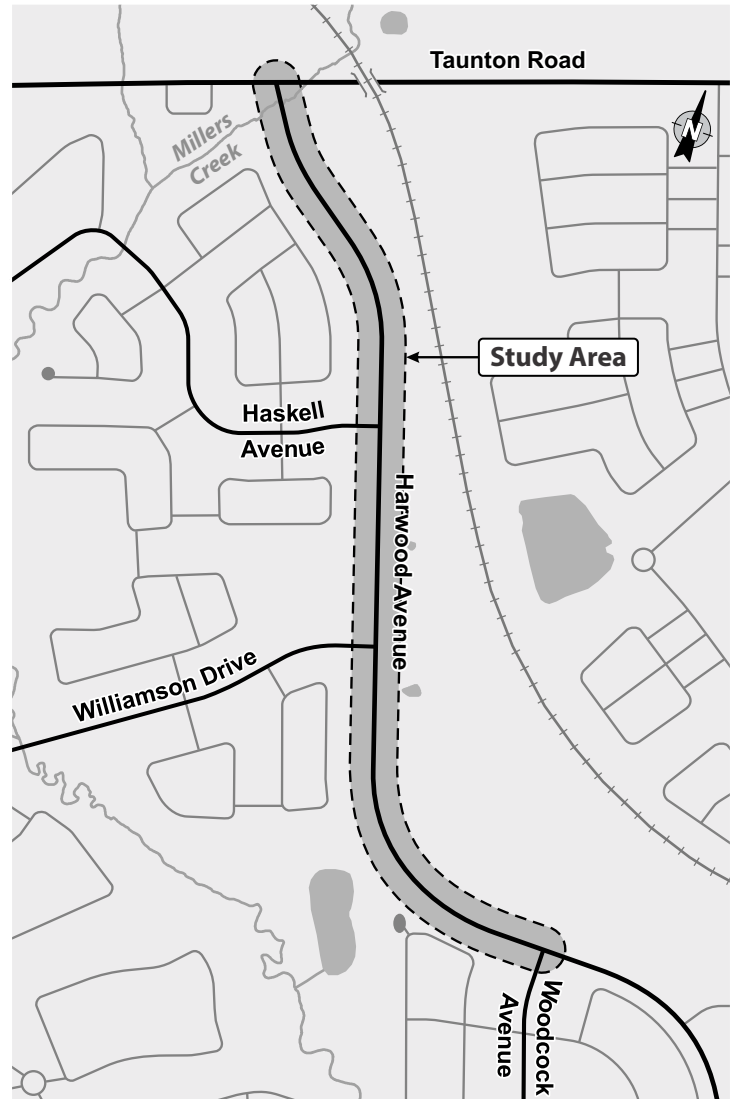 Taunton Road
N
Millers
Creek
Study Area
Haskell
Avenue
Harwood Avenue
Williamson Drive
Woodcock
Avenue